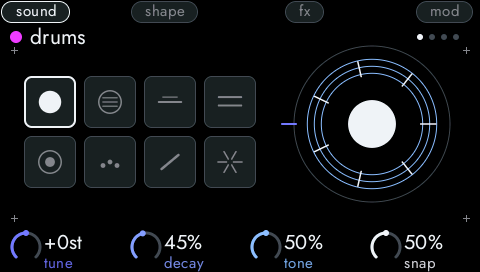 sound shape fx mod
drums
+0st 45% 50% 50%
tune decay tone snap